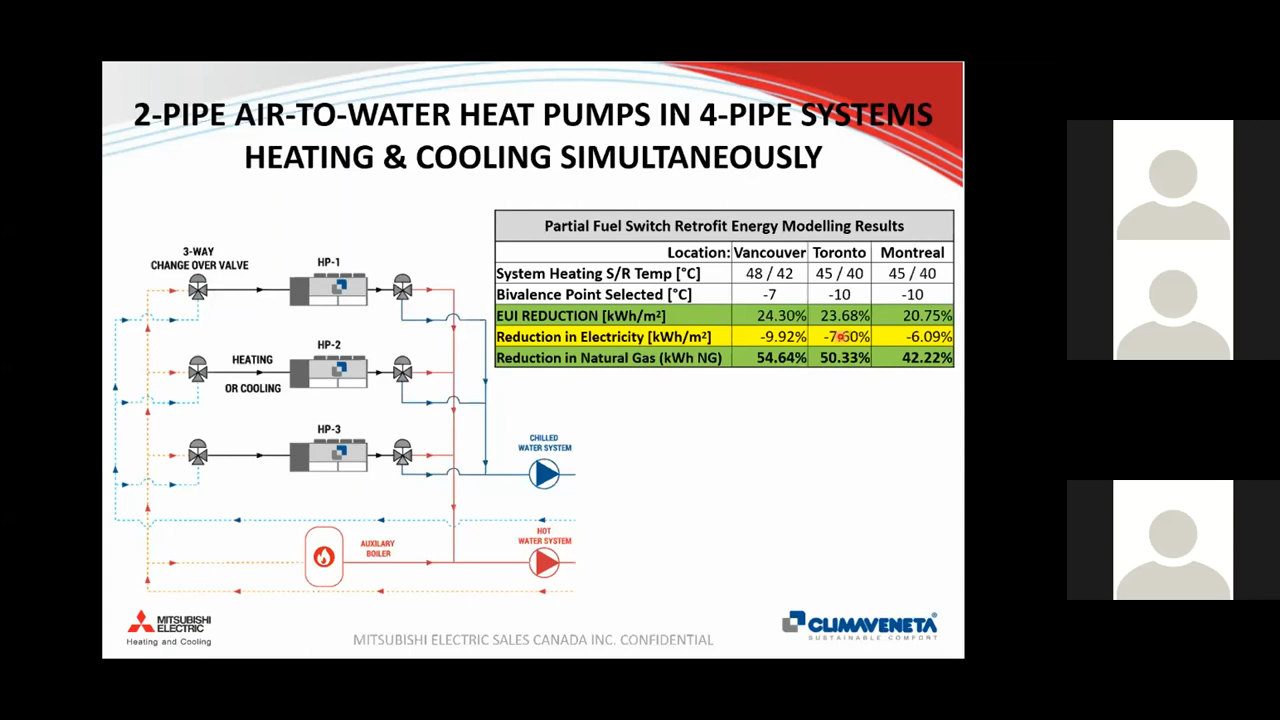 2-PIPE AIR-TO-WATER HEAT PUMPS IN 4-PIPE SYSTEMS
HEATING & COOLING SIMULTANEOUSLY
Partial Fuel Switch Retrofit Energy Modelling Results
Location: Vancouver Toronto Montreal
System Heating S/R Temp [°C] 48 / 42 45 / 40 45 / 40
Bivalence Point Selected [°C] -7 -10 -10
EUI REDUCTION [kWh/m²] 24.30% 23.68% 20.75%
Reduction in Electricity [kWh/m²] -9.92% -7.60% -6.09%
Reduction in Natural Gas (kWh NG) 54.64% 50.33% 42.22%
3-WAY
CHANGE OVER VALVE
HP-1
HP-2
HEATING
OR COOLING
HP-3
CHILLED
WATER SYSTEM
HOT
WATER SYSTEM
AUXILARY
BOILER
MITSUBISHI
ELECTRIC
Heating and Cooling
MITSUBISHI ELECTRIC SALES CANADA INC. CONFIDENTIAL
CLIMAVENETA
SUSTAINABLE COMFORT